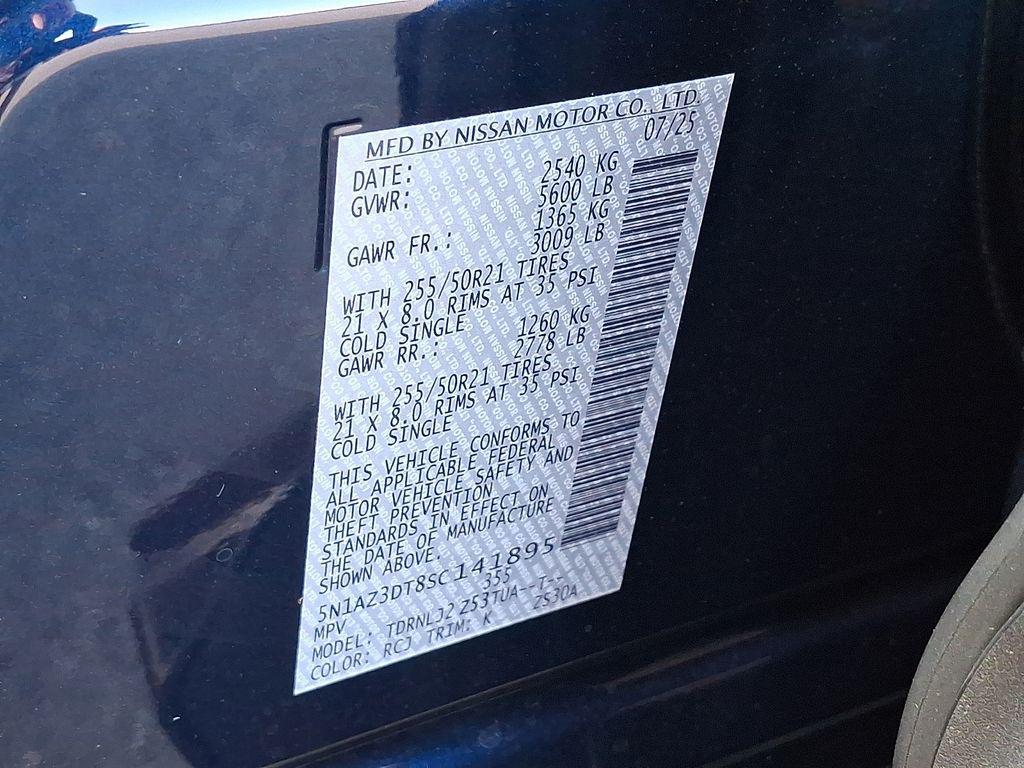 MFD BY NISSAN MOTOR CO., LTD.
DATE: 07/25
GVWR: 2540 KG
5600 LB
GAWR FR.: 1365 KG
3009 LB
WITH 255/50R21 TIRES
21 X 8.0 RIMS AT 35 PSI
COLD SINGLE
GAWR RR.: 1260 KG
2778 LB
WITH 255/50R21 TIRES
21 X 8.0 RIMS AT 35 PSI
COLD SINGLE
THIS VEHICLE CONFORMS TO
ALL APPLICABLE FEDERAL
MOTOR VEHICLE SAFETY AND
THEFT PREVENTION
STANDARDS IN EFFECT ON
THE DATE OF MANUFACTURE
SHOWN ABOVE.
5N1AZ3DT8SC141895
MPV 355
MODEL: TDRNLJ2 Z53TUA--T--
COLOR: RCJ TRIM: K ZS30A